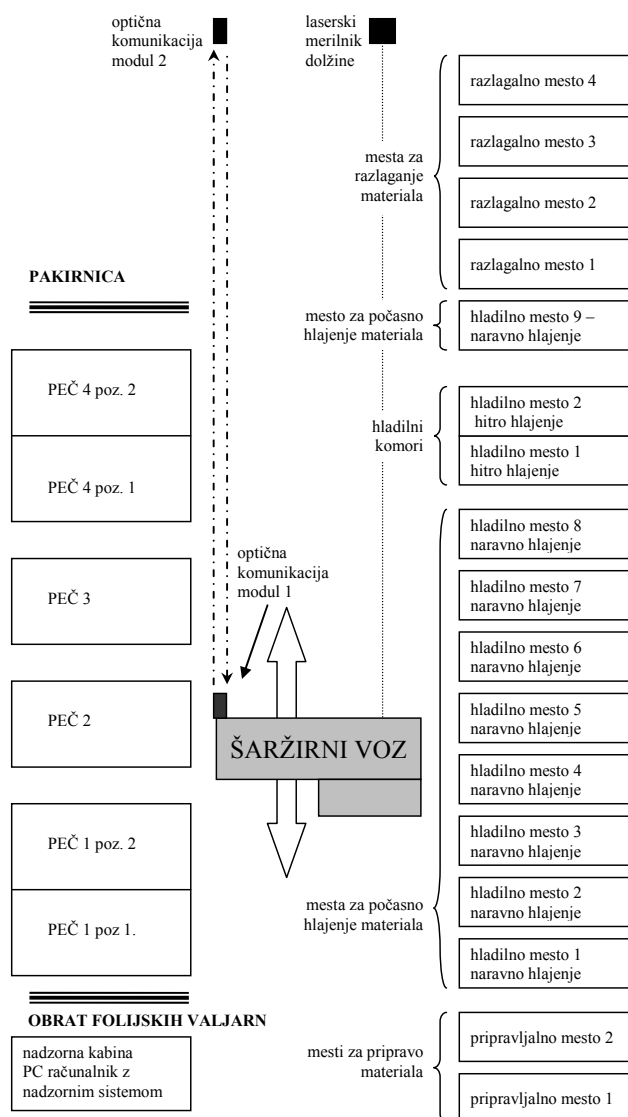 optična
komunikacija
modul 2
laserski
merilnik
dolžine
razlagalno mesto 4
razlagalno mesto 3
mesta za
razlaganje
materiala
razlagalno mesto 2
razlagalno mesto 1
PAKIRNICA
mesto za počasno
hlajenje materiala
hladilno mesto 9 –
naravno hlajenje
PEČ 4 poz. 2
PEČ 4 poz. 1
hladilni
komori
hladilno mesto 2
hitro hlajenje
hladilno mesto 1
hitro hlajenje
hladilno mesto 8
naravno hlajenje
optična
komunikacija
modul 1
PEČ 3
hladilno mesto 7
naravno hlajenje
hladilno mesto 6
naravno hlajenje
PEČ 2
ŠARŽIRNI VOZ
hladilno mesto 5
naravno hlajenje
hladilno mesto 4
naravno hlajenje
PEČ 1 poz. 2
hladilno mesto 3
naravno hlajenje
PEČ 1 poz 1.
mesta za počasno
hlajenje materiala
hladilno mesto 2
naravno hlajenje
hladilno mesto 1
naravno hlajenje
OBRAT FOLIJSKIH VALJARN
nadzorna kabina
PC računalnik z
nadzornim sistemom
mesti za pripravo
materiala
pripravljalno mesto 2
pripravljalno mesto 1